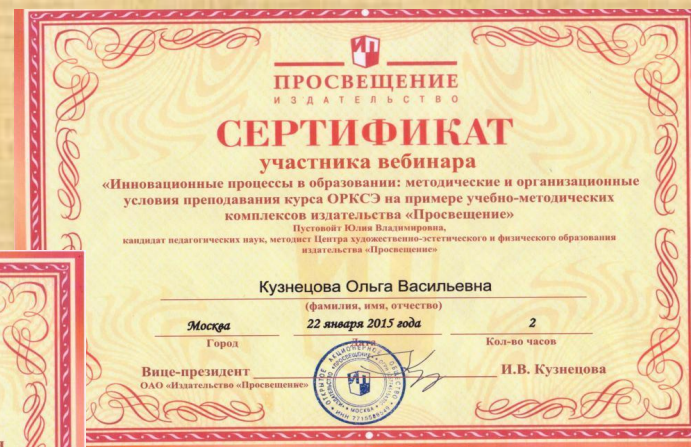 ИП
ПРОСВЕЩЕНИЕ
ИЗДАТЕЛЬСТВО
СЕРТИФИКАТ
участника вебинара
«Инновационные процессы в образовании: методические и организационные
условия преподавания курса ОРКСЭ на примере учебно-методических
комплексов издательства «Просвещение»
Пустовойт Юлия Владимировна,
кандидат педагогических наук, методист Центра художественно-эстетического и физического образования
издательства «Просвещение»
Кузнецова Ольга Васильевна
(фамилия, имя, отчество)
Москва 22 января 2015 года 2
Город Дата Кол-во часов
Вице-президент И.В. Кузнецова
ОАО «Издательство «Просвещение»